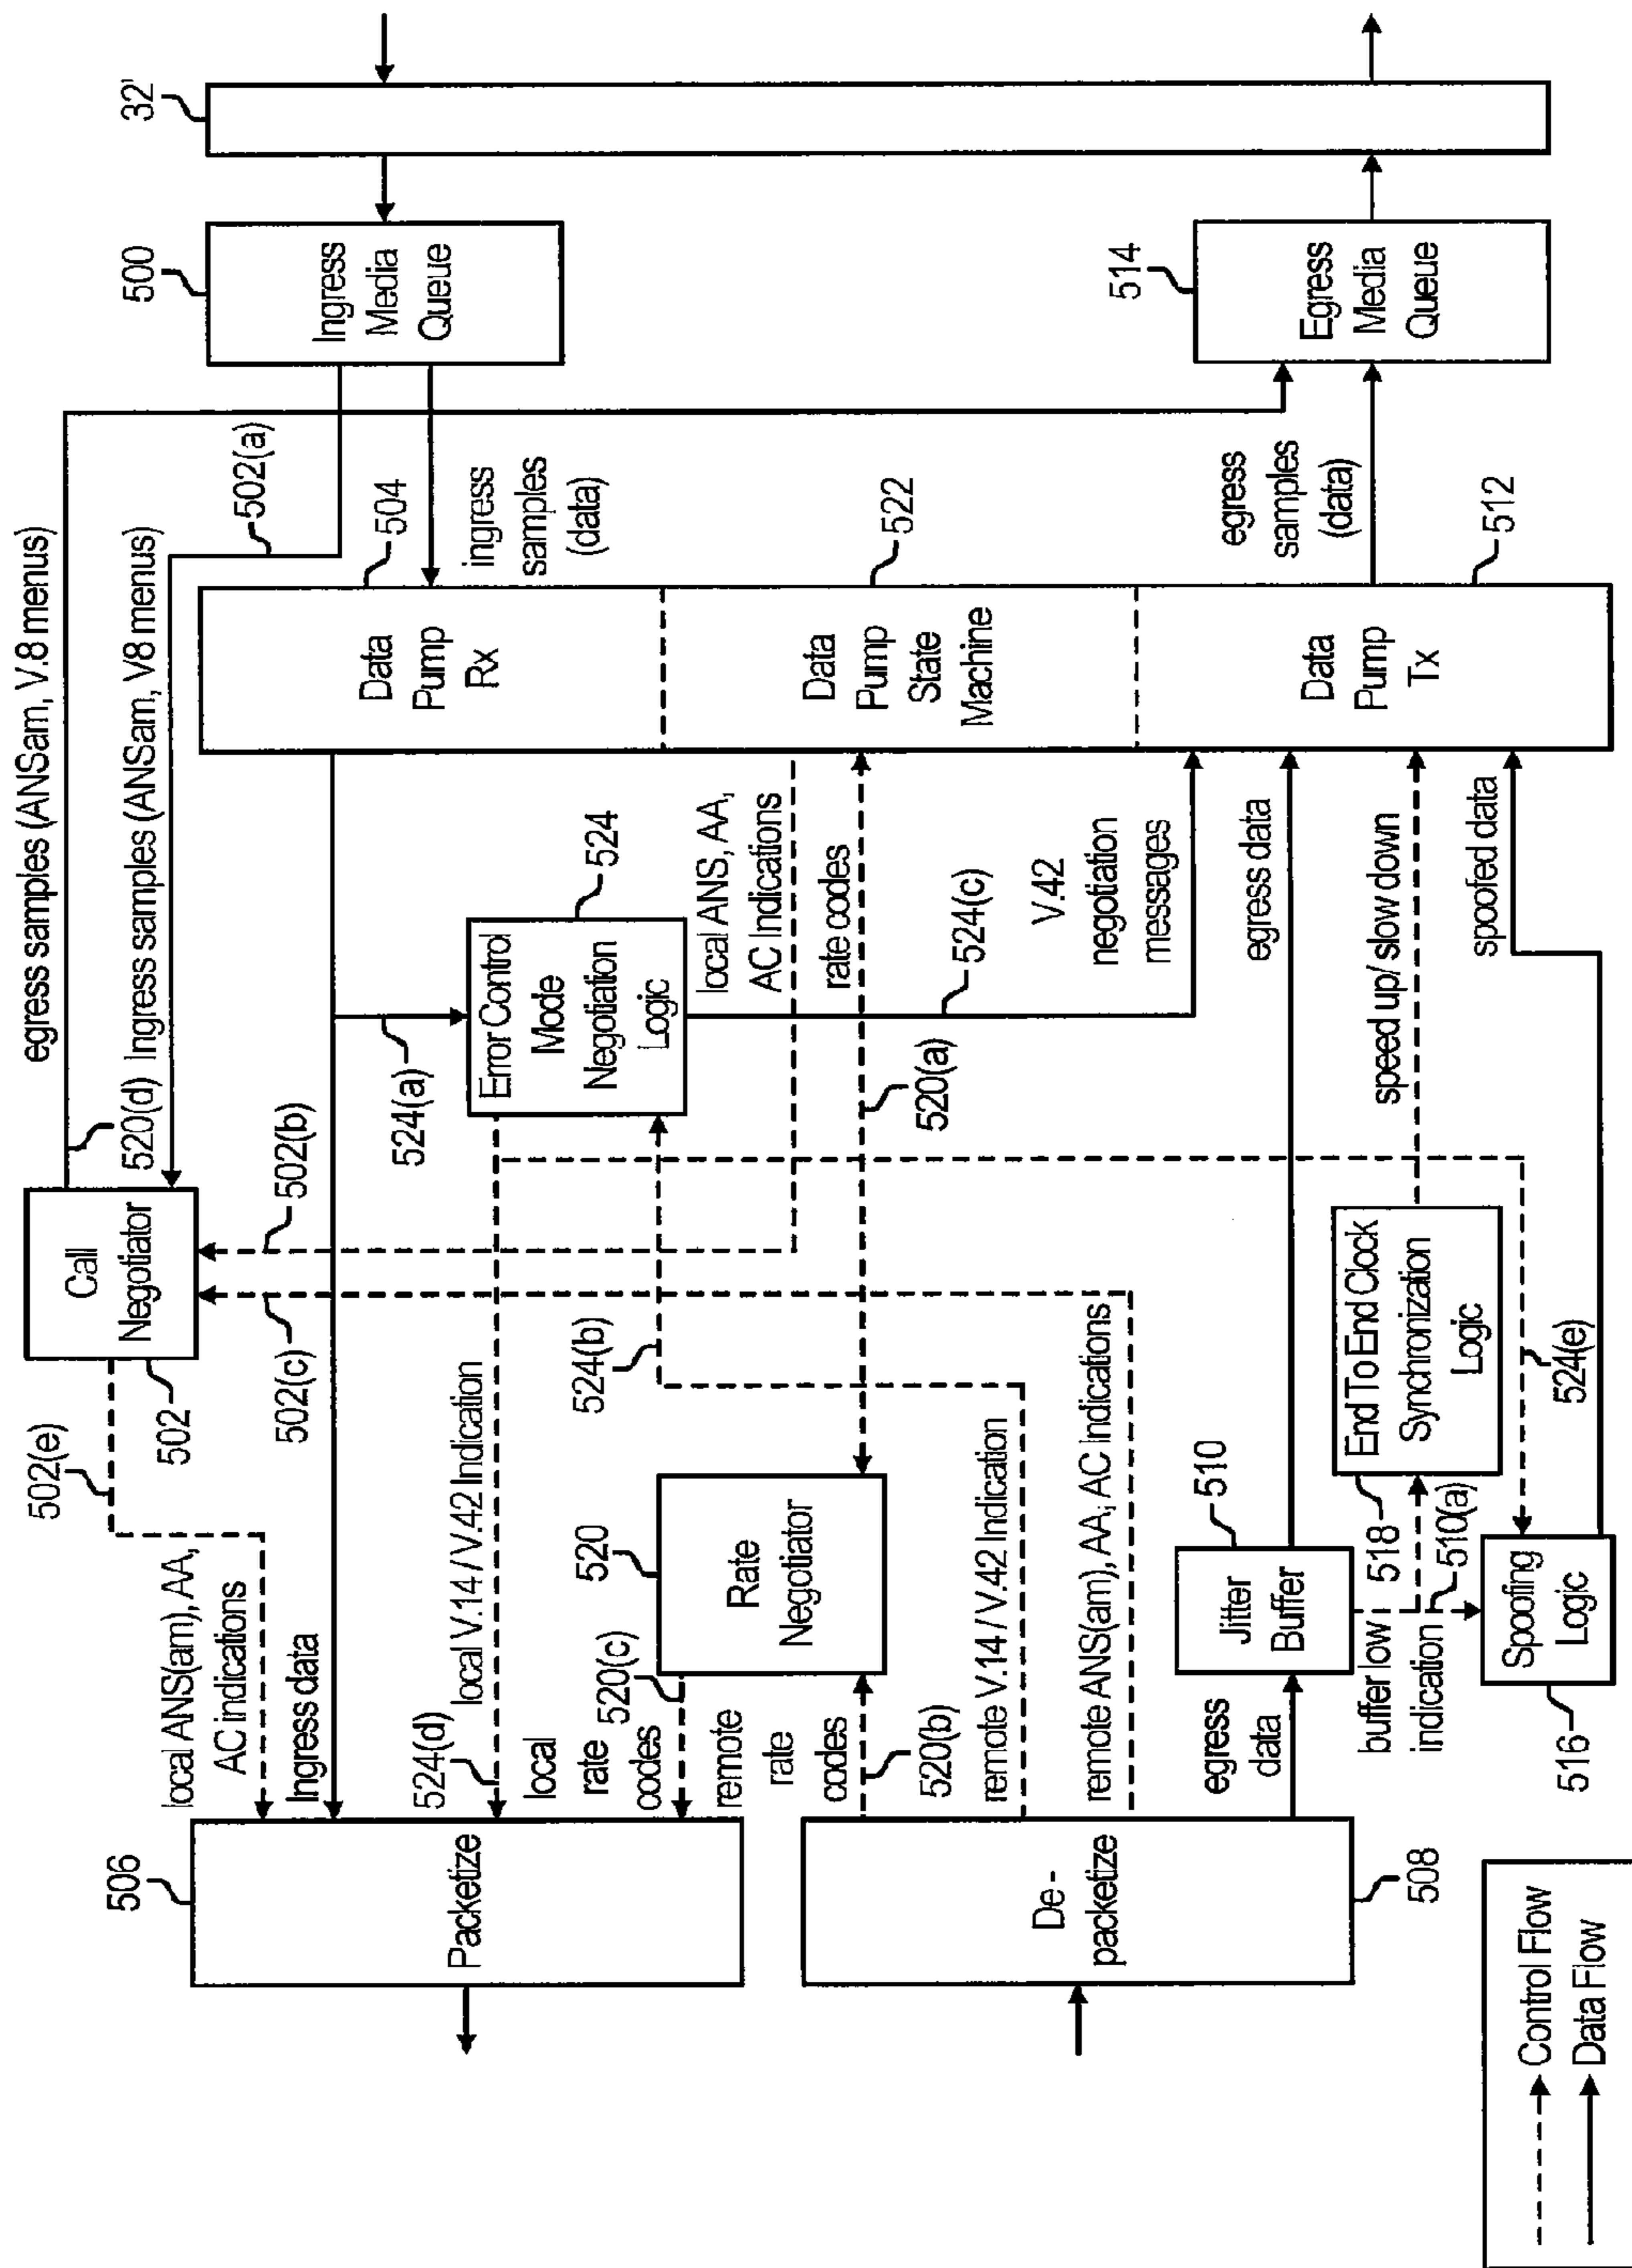 egress samples (ANSam, V.8 menus)
520(d)
Ingress samples (ANSam, V8 menus)
502(a)
32'
500
Ingress
Media
Queue
504
Data
Pump
Rx
ingress
samples
(data)
522
Data
Pump
State
Machine
512
Data
Pump
Tx
egress
samples
(data)
514
Egress
Media
Queue
Call
Negotiator
502
502(b)
502(c)
502(e)
local ANS(am), AA,
AC indications
Ingress data
506
Packetize
524(d)
local V.14 / V.42 Indication
local
rate
codes
520(c)
524(a)
Error Control
Mode
Negotiation
Logic
524
524(b)
524(c)
V.42
negotiation
messages
local ANS, AA,
AC Indications
rate codes
520(a)
520
Rate
Negotiator
remote
rate
codes
520(b)
remote V.14 / V.42 Indication
remote ANS(am), AA, AC Indications
De -
packetize
508
egress
data
510
Jitter
Buffer
egress data
buffer low
indication
510(a)
518
End To End Clock
Synchronization
Logic
speed up/ slow down
524(e)
Spoofing
Logic
516
spoofed data
Control Flow
Data Flow